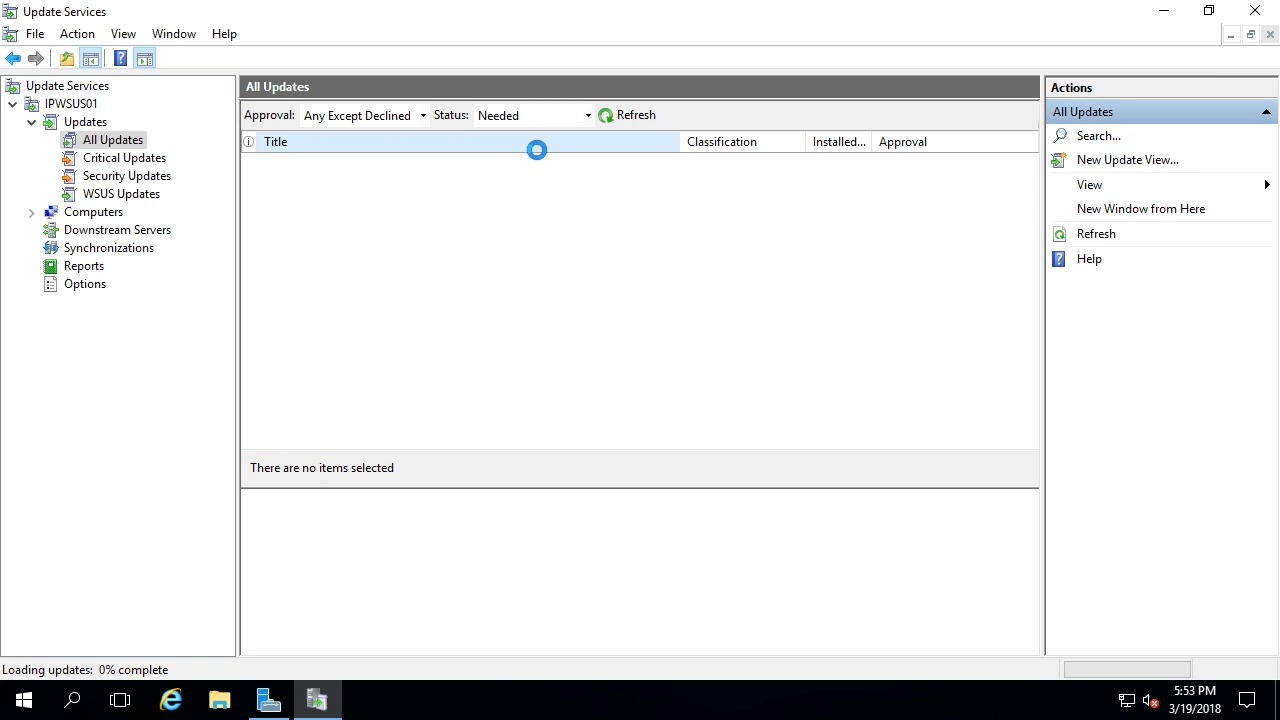 Update Services
File Action View Window Help
Update Services
IPWSUS01
Updates
All Updates
Critical Updates
Security Updates
WSUS Updates
Computers
Downstream Servers
Synchronizations
Reports
Options
All Updates
Approval: Any Except Declined Status: Needed Refresh
Title Classification Installed... Approval
There are no items selected
Actions
All Updates
Search...
New Update View...
View
New Window from Here
Refresh
Help
Loading updates: 0% complete
5:53 PM
3/19/2018